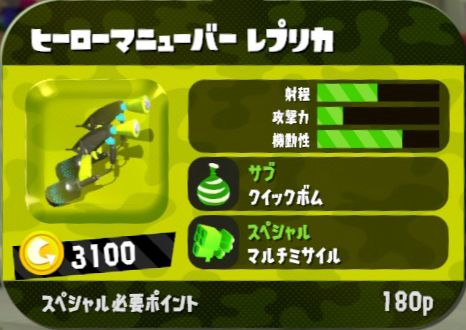 ヒーローマニューバー レプリカ
射程
攻撃力
機動性
サブ
クイックボム
スペシャル
マルチミサイル
3100
スペシャル必要ポイント 180p